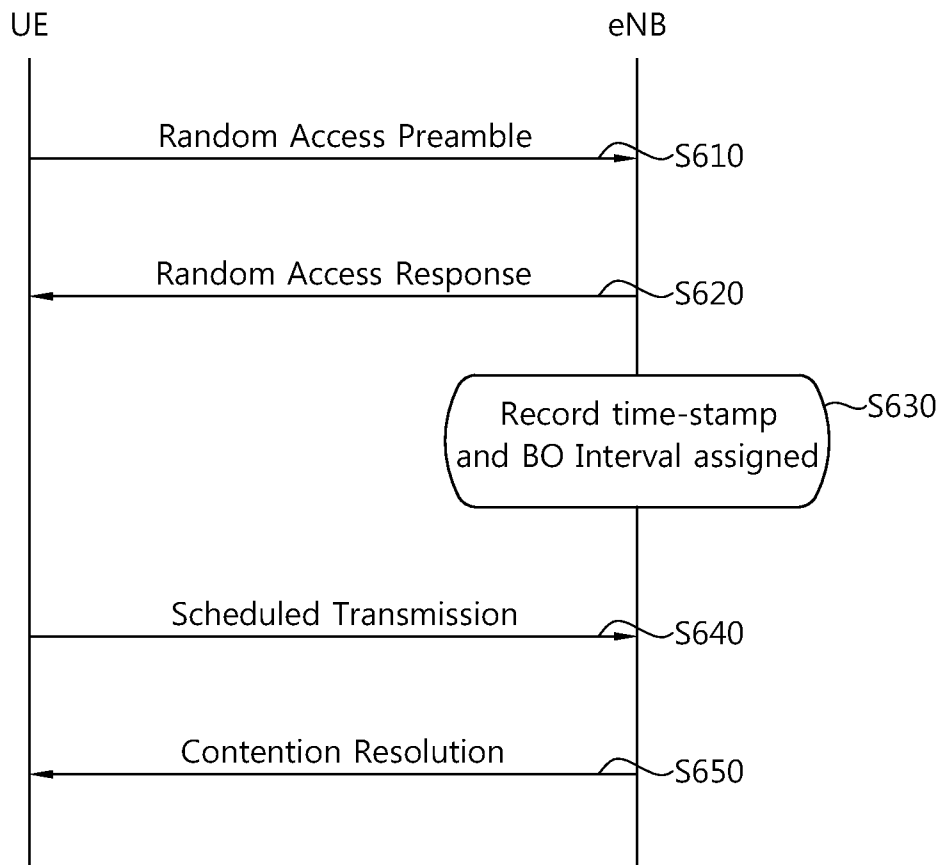 UE
eNB
Random Access Preamble
S610
Random Access Response
S620
Record time-stamp
and BO Interval assigned
S630
Scheduled Transmission
S640
Contention Resolution
S650